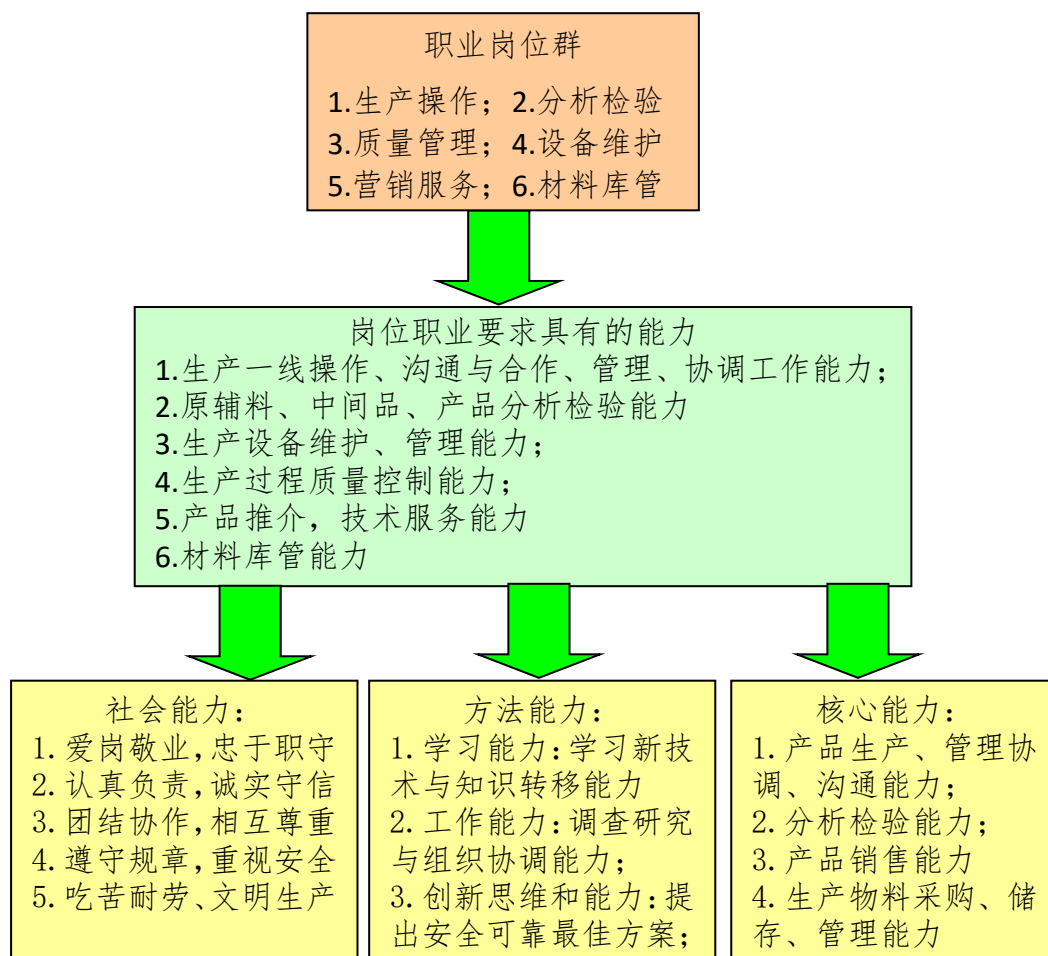 职业岗位群
1.生产操作；2.分析检验
3.质量管理；4.设备维护
5.营销服务；6.材料库管
岗位职业要求具有的能力
1.生产一线操作、沟通与合作、管理、协调工作能力；
2.原辅料、中间品、产品分析检验能力
3.生产设备维护、管理能力；
4.生产过程质量控制能力；
5.产品推介，技术服务能力
6.材料库管能力
社会能力：
1. 爱岗敬业,忠于职守
2. 认真负责,诚实守信
3. 团结协作,相互尊重
4. 遵守规章,重视安全
5. 吃苦耐劳、文明生产
方法能力：
1. 学习能力:学习新技
术与知识转移能力
2. 工作能力:调查研究
与组织协调能力；
3. 创新思维和能力:提
出安全可靠最佳方案；
核心能力：
1. 产品生产、管理协
调、沟通能力；
2. 分析检验能力；
3. 产品销售能力
4. 生产物料采购、储
存、管理能力